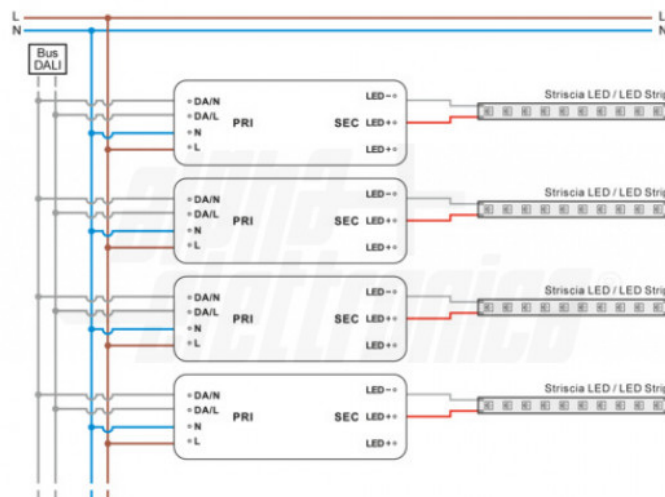 L L
N N
Bus
DALI
Striscia LED / LED Strip
DA/N LED-
DA/L
N PRI SEC LED+
L LED+
Striscia LED / LED Strip
DA/N LED-
DA/L
N PRI SEC LED+
L LED+
Striscia LED / LED Strip
DA/N LED-
DA/L
N PRI SEC LED+
L LED+
Striscia LED / LED Strip
DA/N LED-
DA/L
N PRI SEC LED+
L LED+
alpha
elettronica®